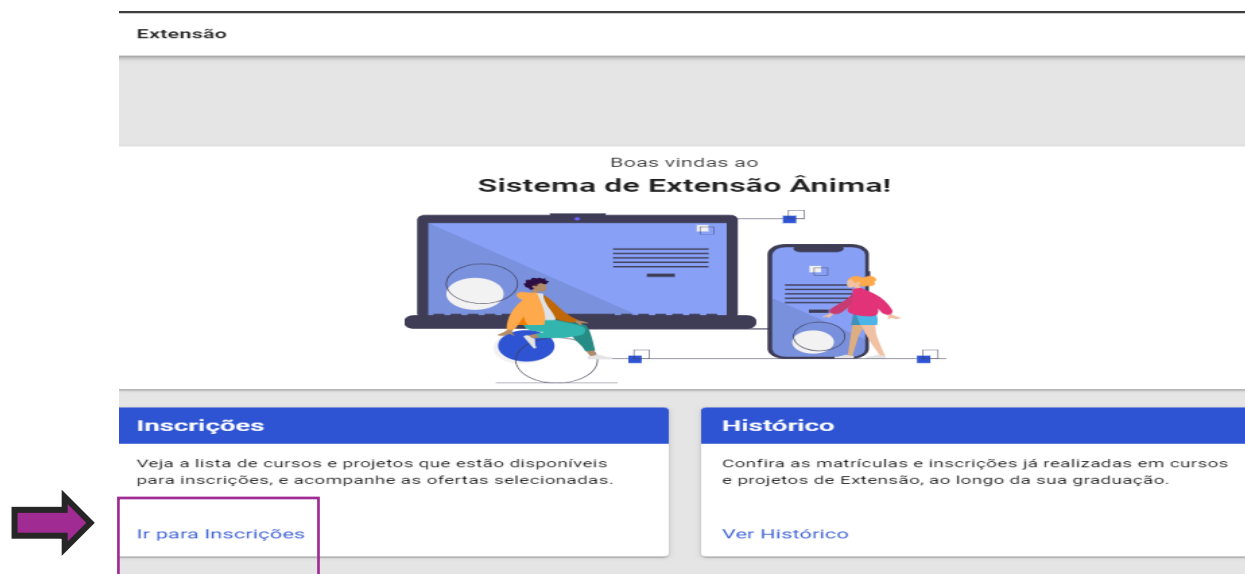 Extensão
Boas vindas ao
Sistema de Extensão Ânima!
Inscrições
Veja a lista de cursos e projetos que estão disponíveis
para inscrições, e acompanhe as ofertas selecionadas.
Ir para Inscrições
Histórico
Confira as matrículas e inscrições já realizadas em cursos
e projetos de Extensão, ao longo da sua graduação.
Ver Histórico